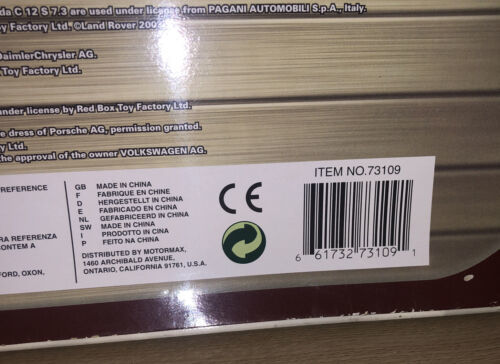 da C 12 S 7.3 are used under license from PAGANI AUTOMOBILI S.p.A., Italy.
oy Factory Ltd. ©Land Rover 2003
DaimlerChrysler AG.
Toy Factory Ltd.
under license by Red Box Toy Factory Ltd.
e dress of Porsche AG, permission granted.
the approval of the owner VOLKSWAGEN AG.
REFERENCE
RA REFERENZA
CONTEM A
FORD, OXON.
GB MADE IN CHINA
F FABRIQUE EN CHINE
D HERGESTELLT IN CHINA
E FABRICADO EN CHINA
NL GEFABRICEERD IN CHINA
SW MADE IN CHINA
I PRODOTTO IN CINA
P FEITO NA CHINA
DISTRIBUTED BY MOTORMAX,
1460 ARCHIBALD AVENUE,
ONTARIO, CALIFORNIA 91761, U.S.A.
CE
ITEM NO.73109
6 61732 73109 1